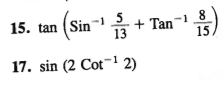 15. tan (Sin⁻¹ 5/13 + Tan⁻¹ 8/15)
17. sin (2 Cot⁻¹ 2)